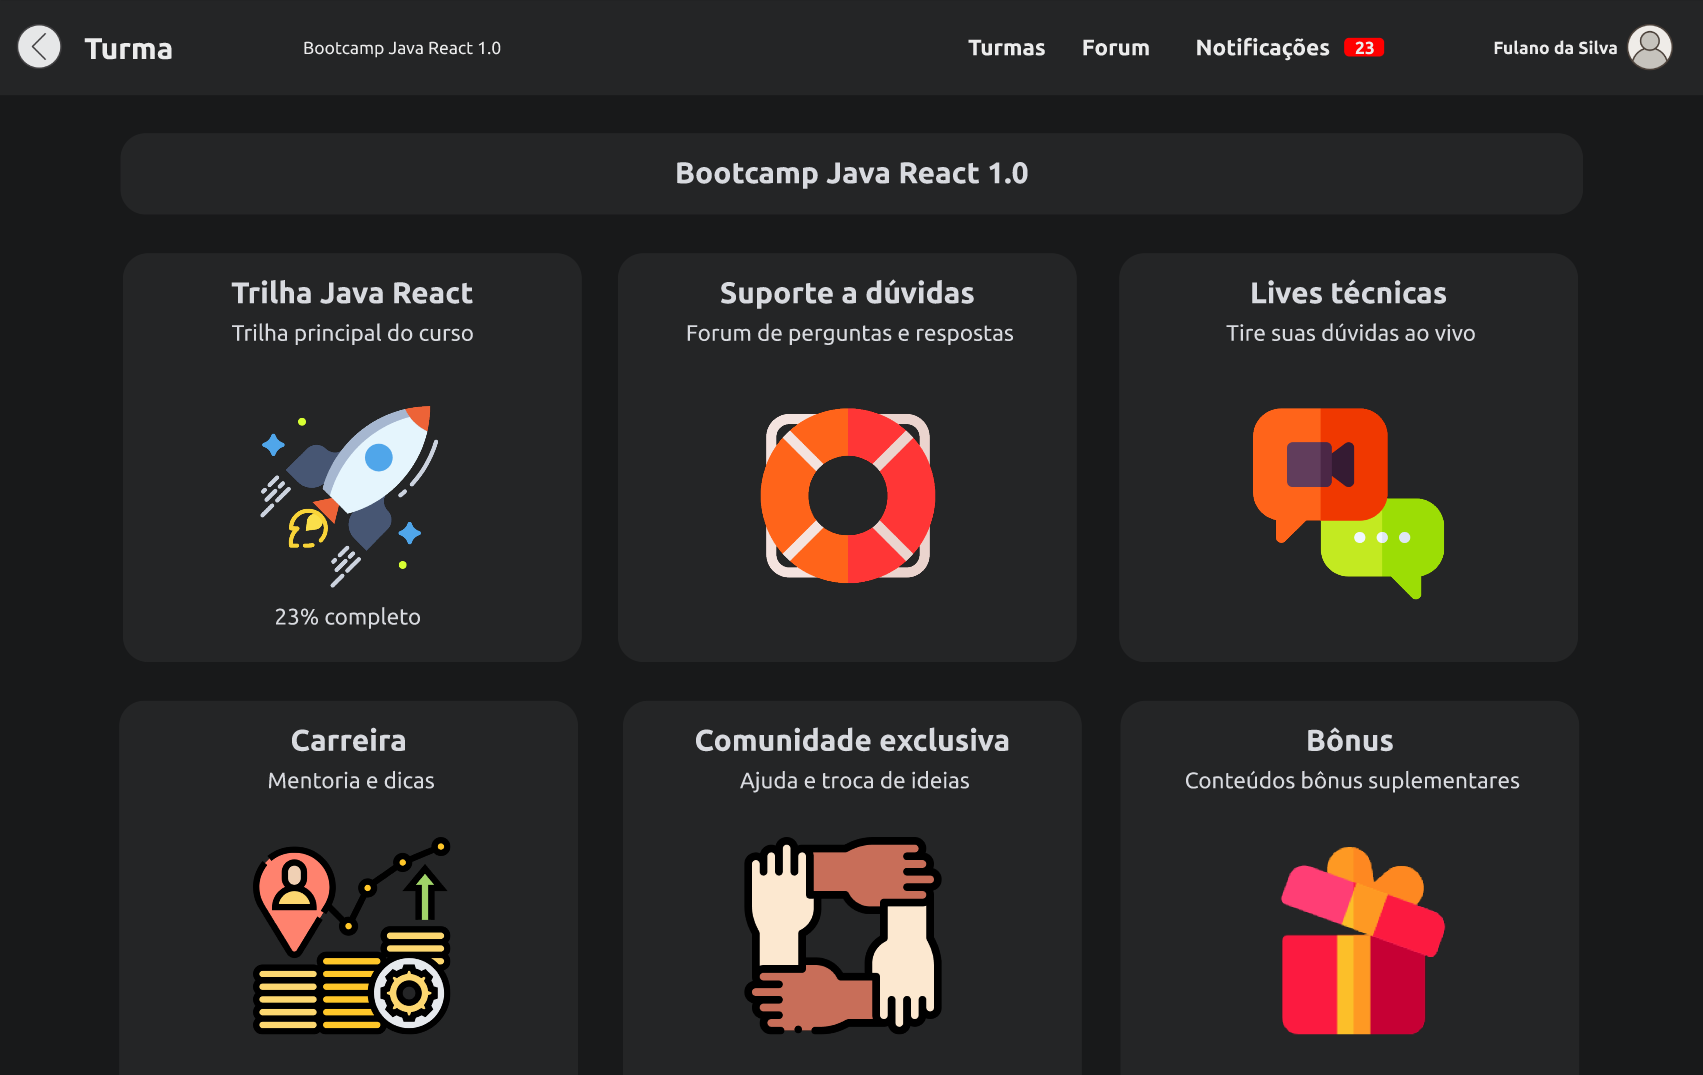 Turma
Bootcamp Java React 1.0
Turmas
Forum
Notificações 23
Fulano da Silva
Bootcamp Java React 1.0
Trilha Java React
Trilha principal do curso
23% completo
Suporte a dúvidas
Forum de perguntas e respostas
Lives técnicas
Tire suas dúvidas ao vivo
Carreira
Mentoria e dicas
Comunidade exclusiva
Ajuda e troca de ideias
Bônus
Conteúdos bônus suplementares